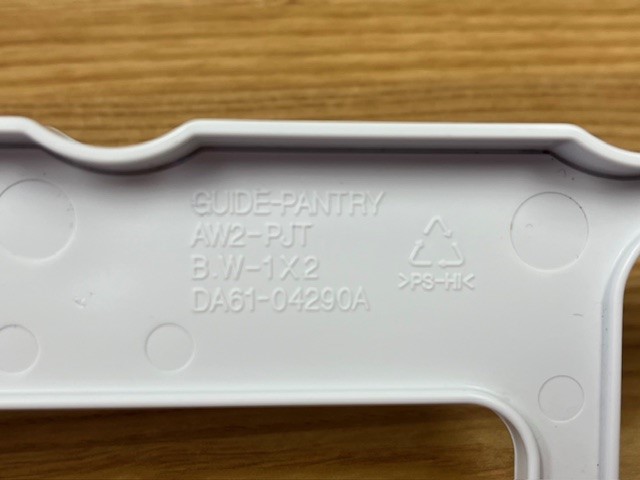 GUIDE-PANTRY
AW2-PJT
B.W-1X2
DA61-04290A
>PS-HI<